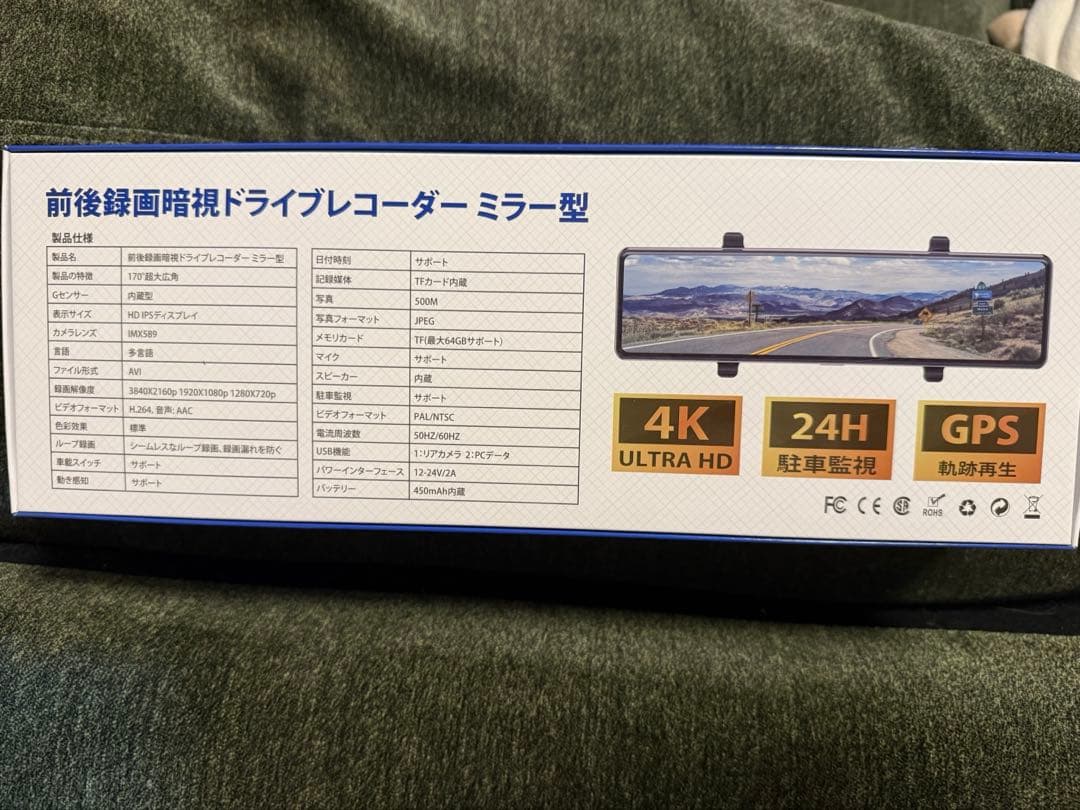 前後録画暗視ドライブレコーダー ミラー型
製品仕様
製品名 前後録画暗視ドライブレコーダー ミラー型
製品の特徴 170°超大広角
Gセンサー 内蔵型
表示サイズ HD IPSディスプレイ
カメラレンズ IMX589
言語 多言語
ファイル形式 AVI
録画解像度 3840X2160p 1920X1080p 1280X720p
ビデオフォーマット H.264, 音声: AAC
色彩效果 標準
ループ録画 シームレスなループ録画、録画漏れを防ぐ
車載スイッチ サポート
動き感知 サポート
日付時刻 サポート
記録媒体 TFカード内蔵
写真 500M
写真フォーマット JPEG
メモリカード TF(最大64GBサポート)
マイク サポート
スピーカー 内蔵
駐車監視 サポート
ビデオフォーマット PAL/NTSC
電流周波数 50HZ/60HZ
USB機能 1:リアカメラ 2:PCデータ
パワーインターフェース 12-24V/2A
バッテリー 450mAh内蔵
4K
ULTRA HD
24H
駐車監視
GPS
軌跡再生
FC CE ROHS